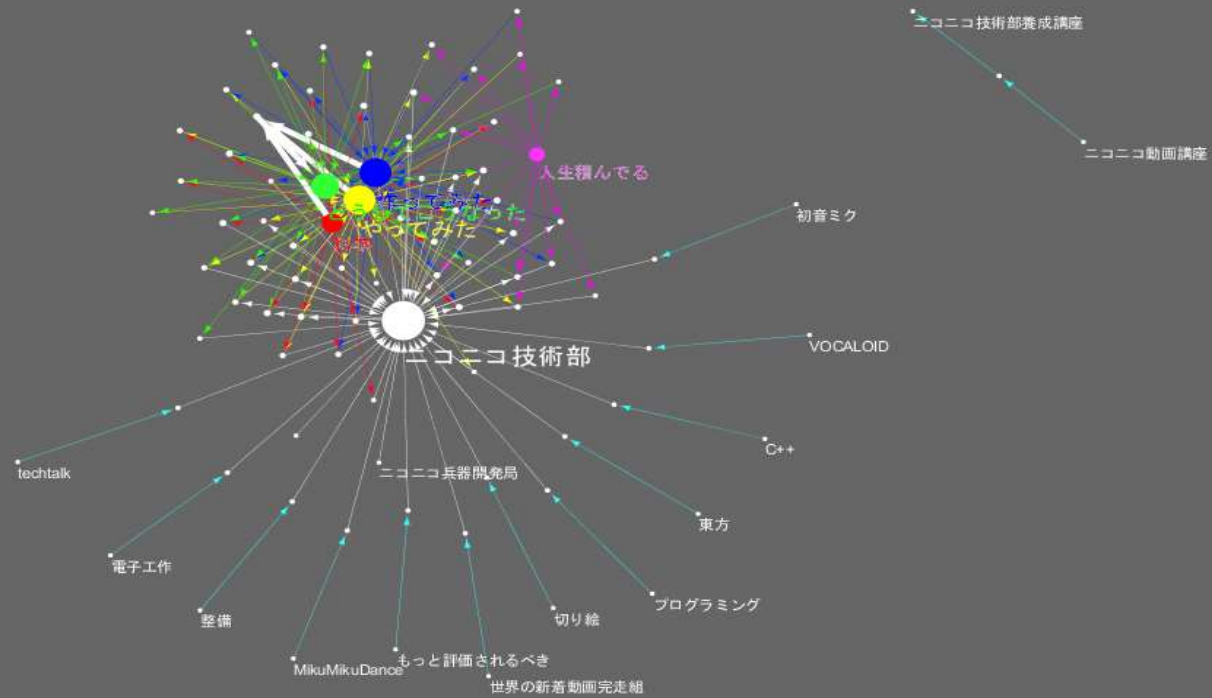 ニコニコ技術部養成講座
ニコニコ動画講座
人生積んでる
やってみた
初音ミク
ニコニコ技術部
VOCALOID
C++
techtalk
ニコニコ兵器開発局
東方
電子工作
プログラミング
整備
切り絵
MikuMikuDance
もっと評価されるべき
世界の新着動画完走組